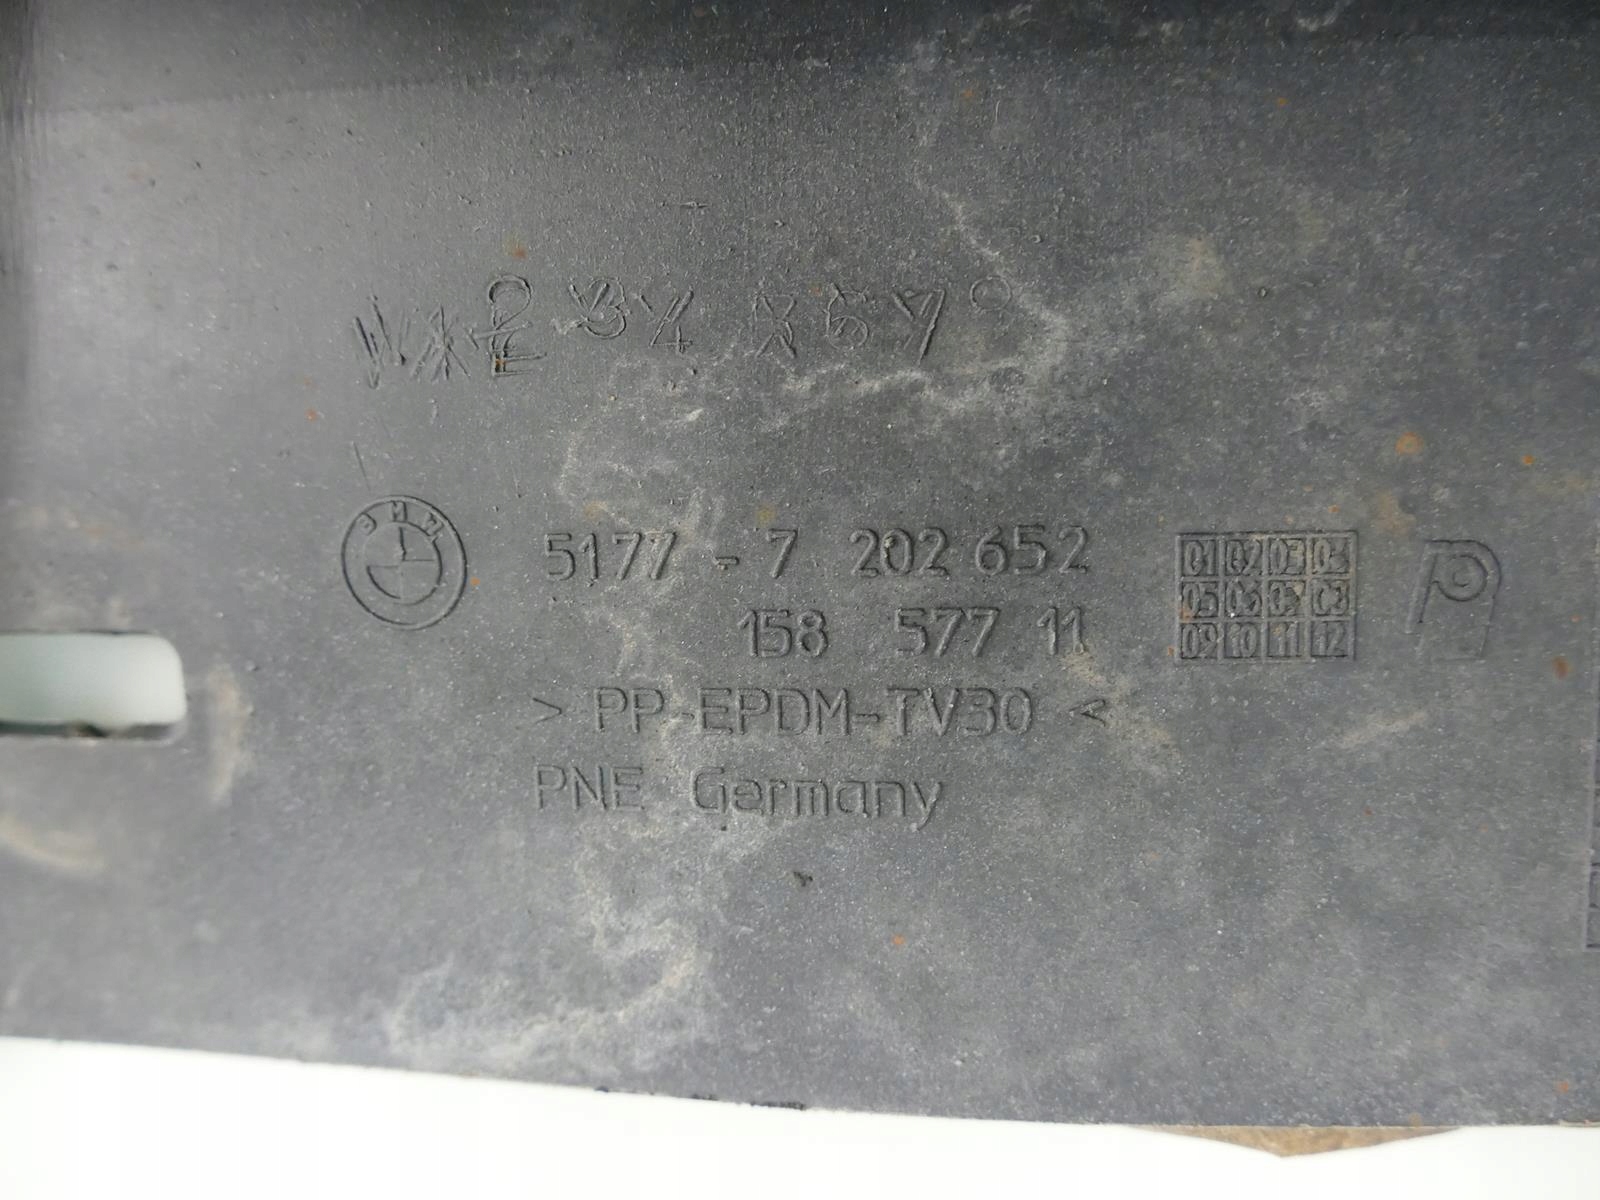 BMW
5177 - 7 202 652
158 577 11
> PP-EPDM-TV30 <
PNE Germany
01 02 03 04
05 06 07 08
09 10 11 12